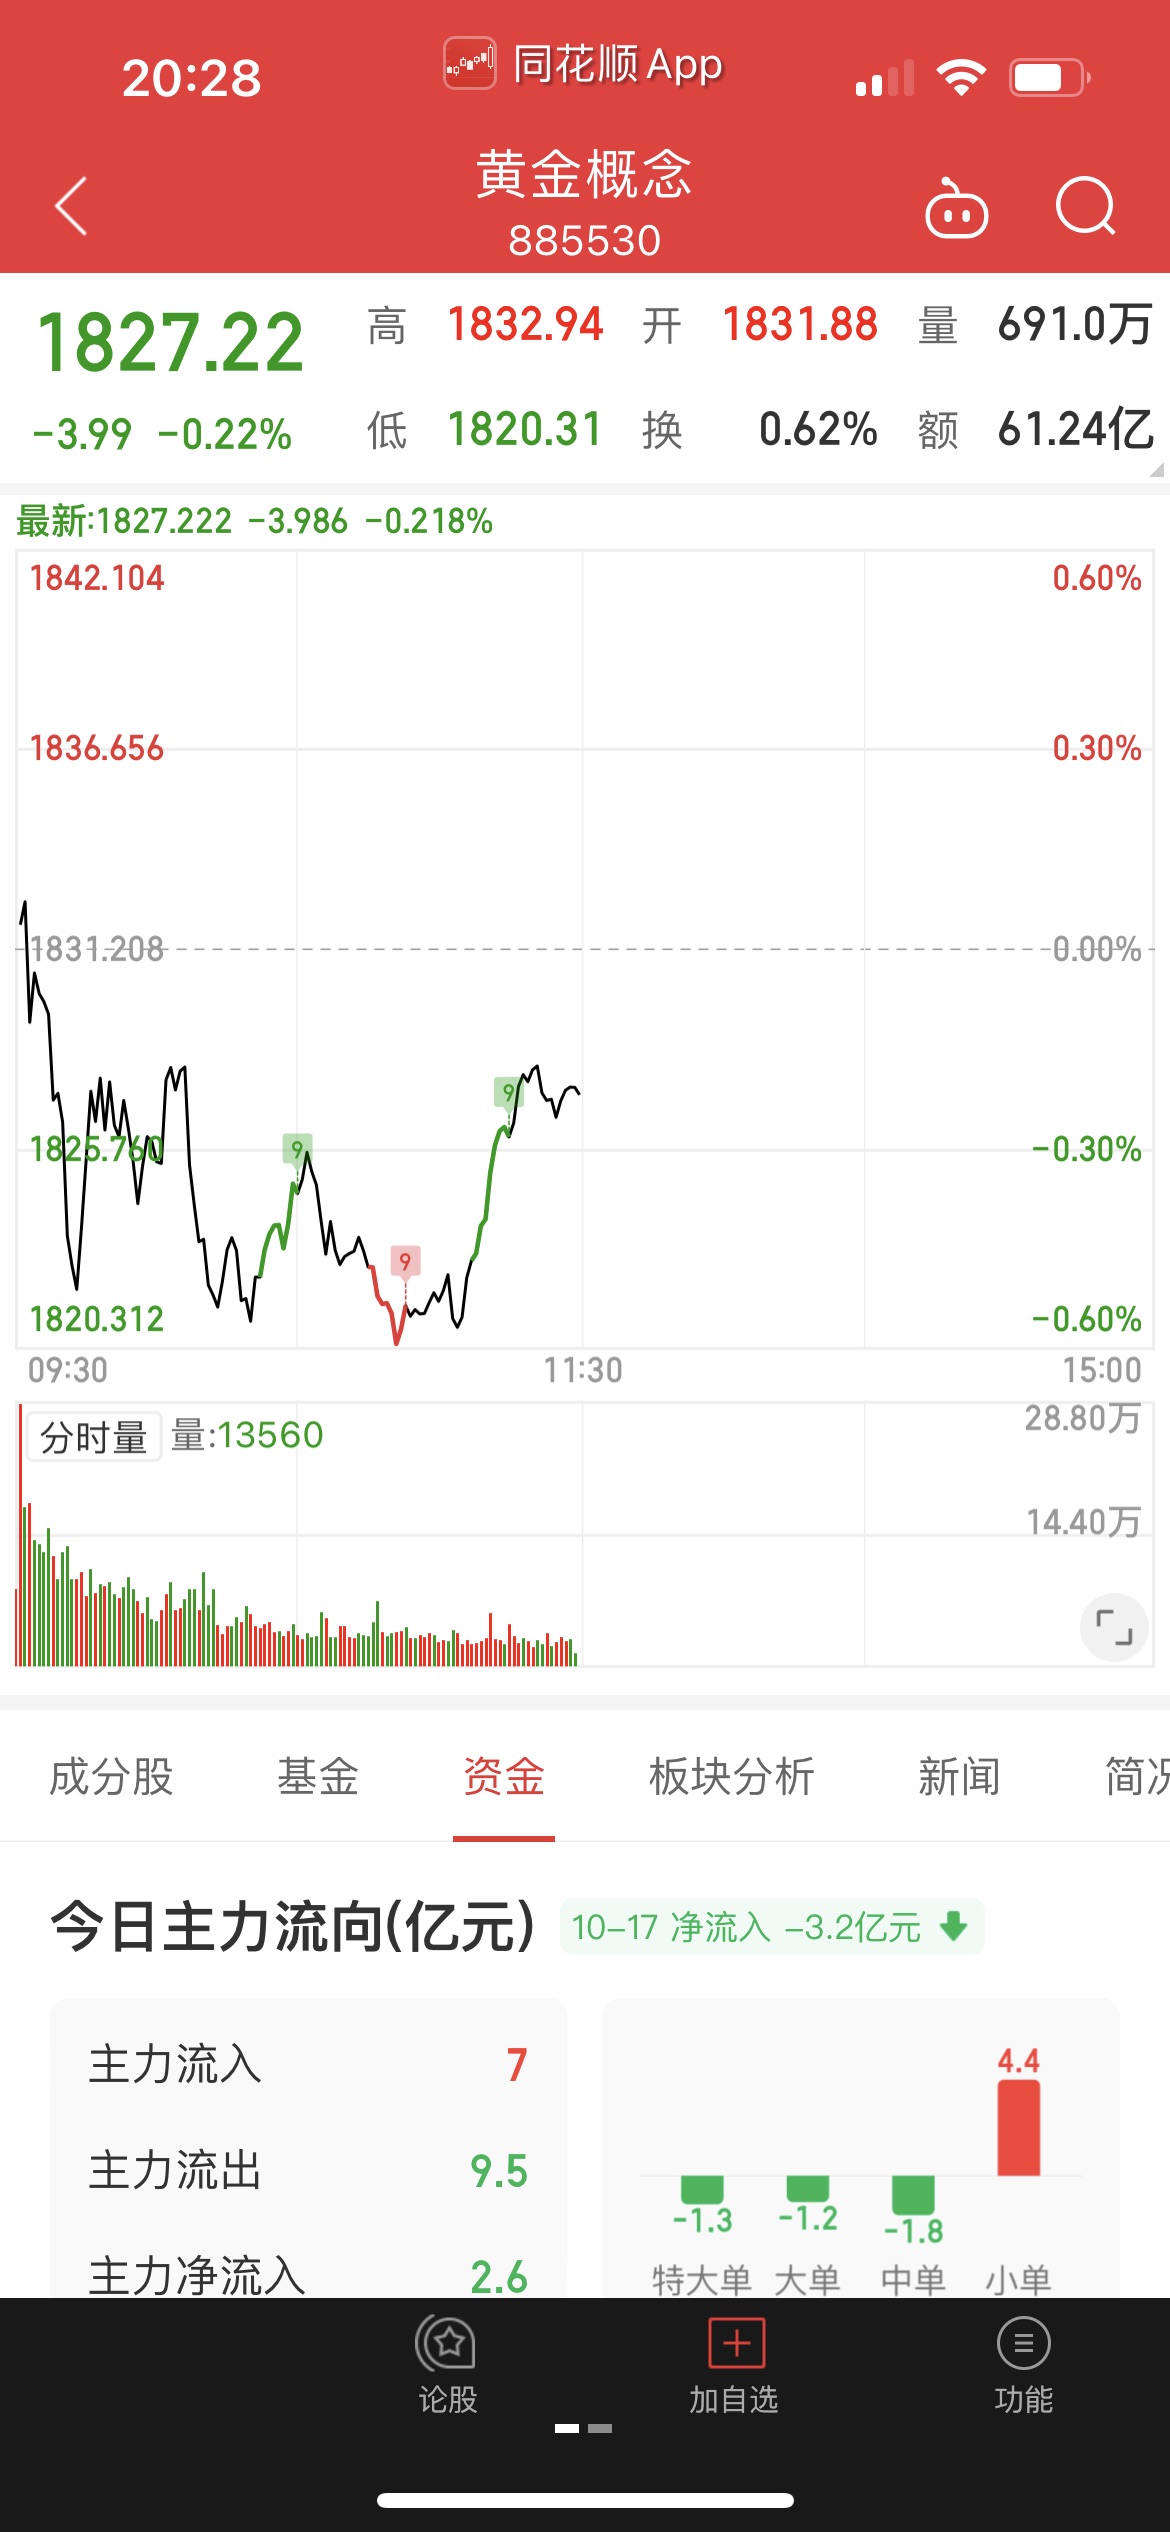 20:28
同花顺 App
黄金概念
885530
1827.22
-3.99 -0.22%
高 1832.94 开 1831.88 量 691.0万
低 1820.31 换 0.62% 额 61.24亿
最新:1827.222 -3.986 -0.218%
1842.104 0.60%
1836.656 0.30%
1831.208 0.00%
9
9
1825.760 -0.30%
9
1820.312 -0.60%
09:30 11:30 15:00
分时量 量:13560 28.80万
14.40万
成分股 基金 资金 板块分析 新闻 简况
今日主力流向(亿元) 10-17 净流入 -3.2亿元
主力流入 7
主力流出 9.5
主力净流入 2.6
4.4
-1.3 -1.2 -1.8
特大单 大单 中单 小单
论股 加自选 功能